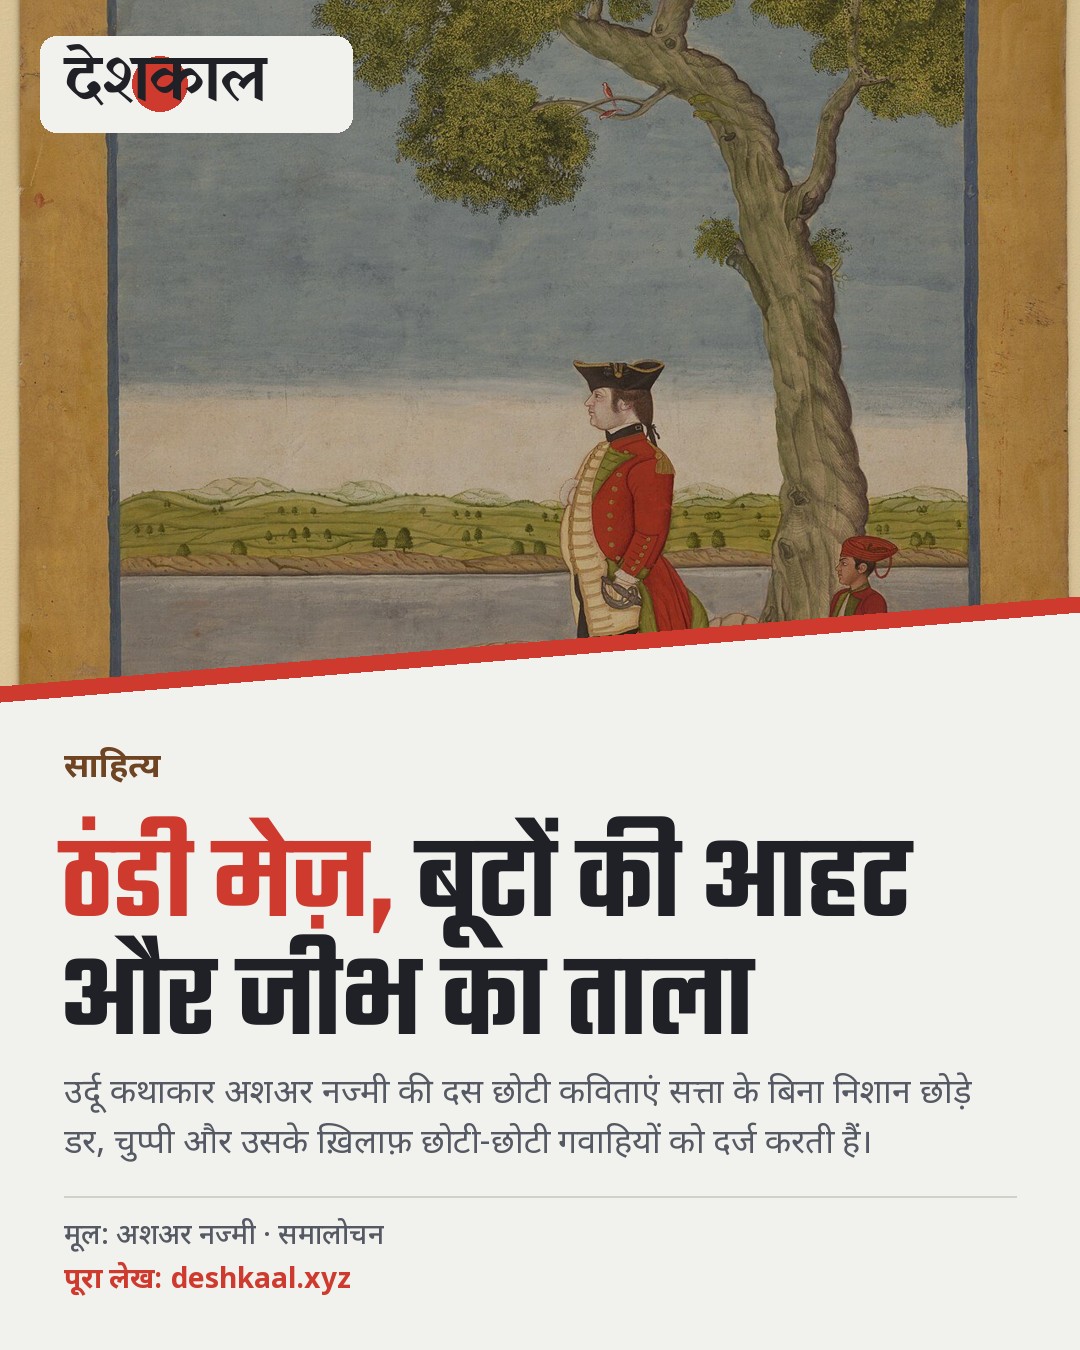 देशकाल
साहित्य
ठंडी मेज़, बूटों की आहट
और जीभ का ताला
उर्दू कथाकार अशअर नज्मी की दस छोटी कविताएं सत्ता के बिना निशान छोड़े
डर, चुप्पी और उसके ख़िलाफ़ छोटी-छोटी गवाहियों को दर्ज करती हैं।
मूल: अशअर नज्मी · समालोचन
पूरा लेख: deshkaal.xyz